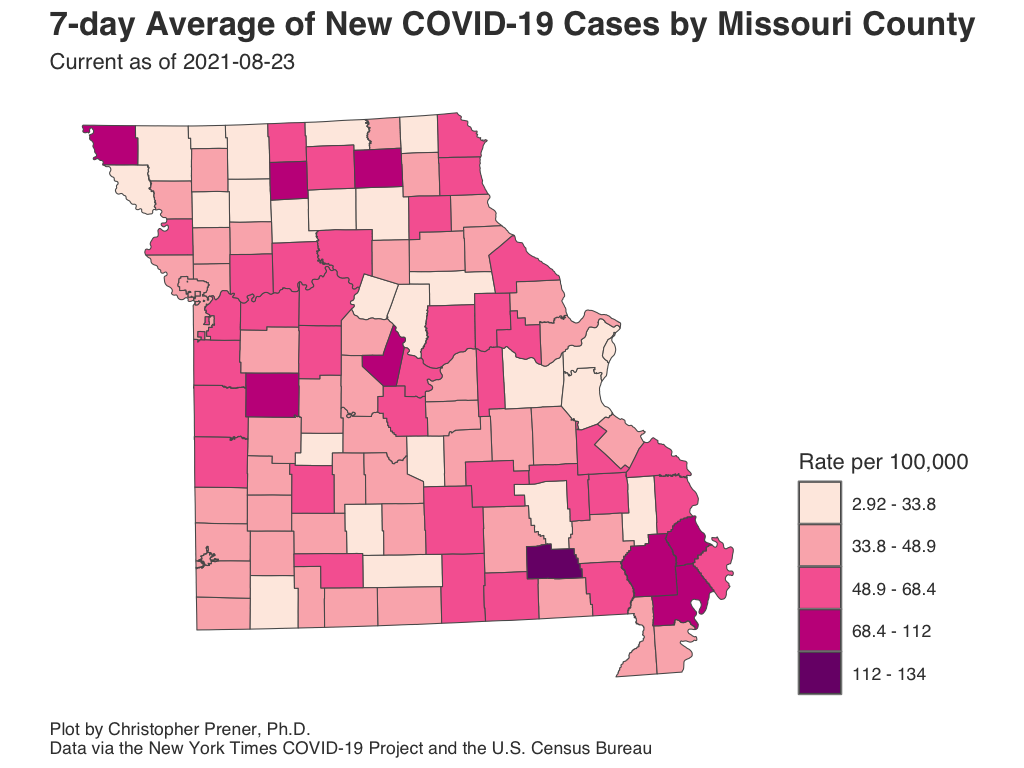 7-day Average of New COVID-19 Cases by Missouri County
Current as of 2021-08-23
Rate per 100,000
2.92 - 33.8
33.8 - 48.9
48.9 - 68.4
68.4 - 112
112 - 134
Plot by Christopher Prener, Ph.D.
Data via the New York Times COVID-19 Project and the U.S. Census Bureau